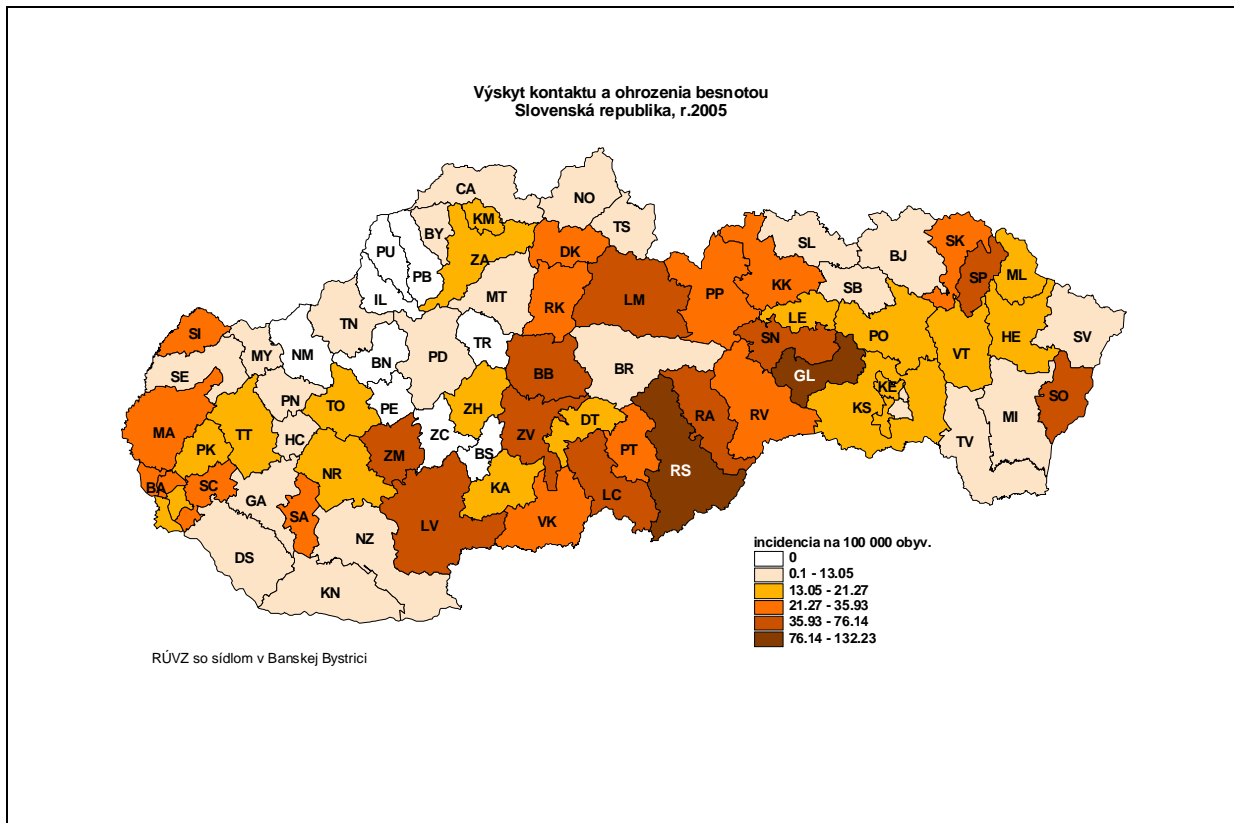 Výskyt kontaktu a ohrozenia besnotou
Slovenská republika, r.2005
CA
NO
TS
BY
KM
PU
PB
ZA
DK
IL
MT
RK
LM
PP
KK
SL
SB
BJ
SK
SP
ML
LE
PO
SN
VT
HE
SV
SI
MY
NM
TN
BN
PD
TR
BB
BR
GL
KE
KS
SO
SE
PN
TO
PE
ZH
MA
TT
HC
ZC
ZV
DT
PT
RA
RV
MI
TV
PK
NR
ZM
BS
RS
BA
SC
GA
SA
KA
LC
LV
VK
NZ
DS
KN
incidencia na 100 000 obyv.
0
0.1 - 13.05
13.05 - 21.27
21.27 - 35.93
35.93 - 76.14
76.14 - 132.23
RÚVZ so sídlom v Banskej Bystrici